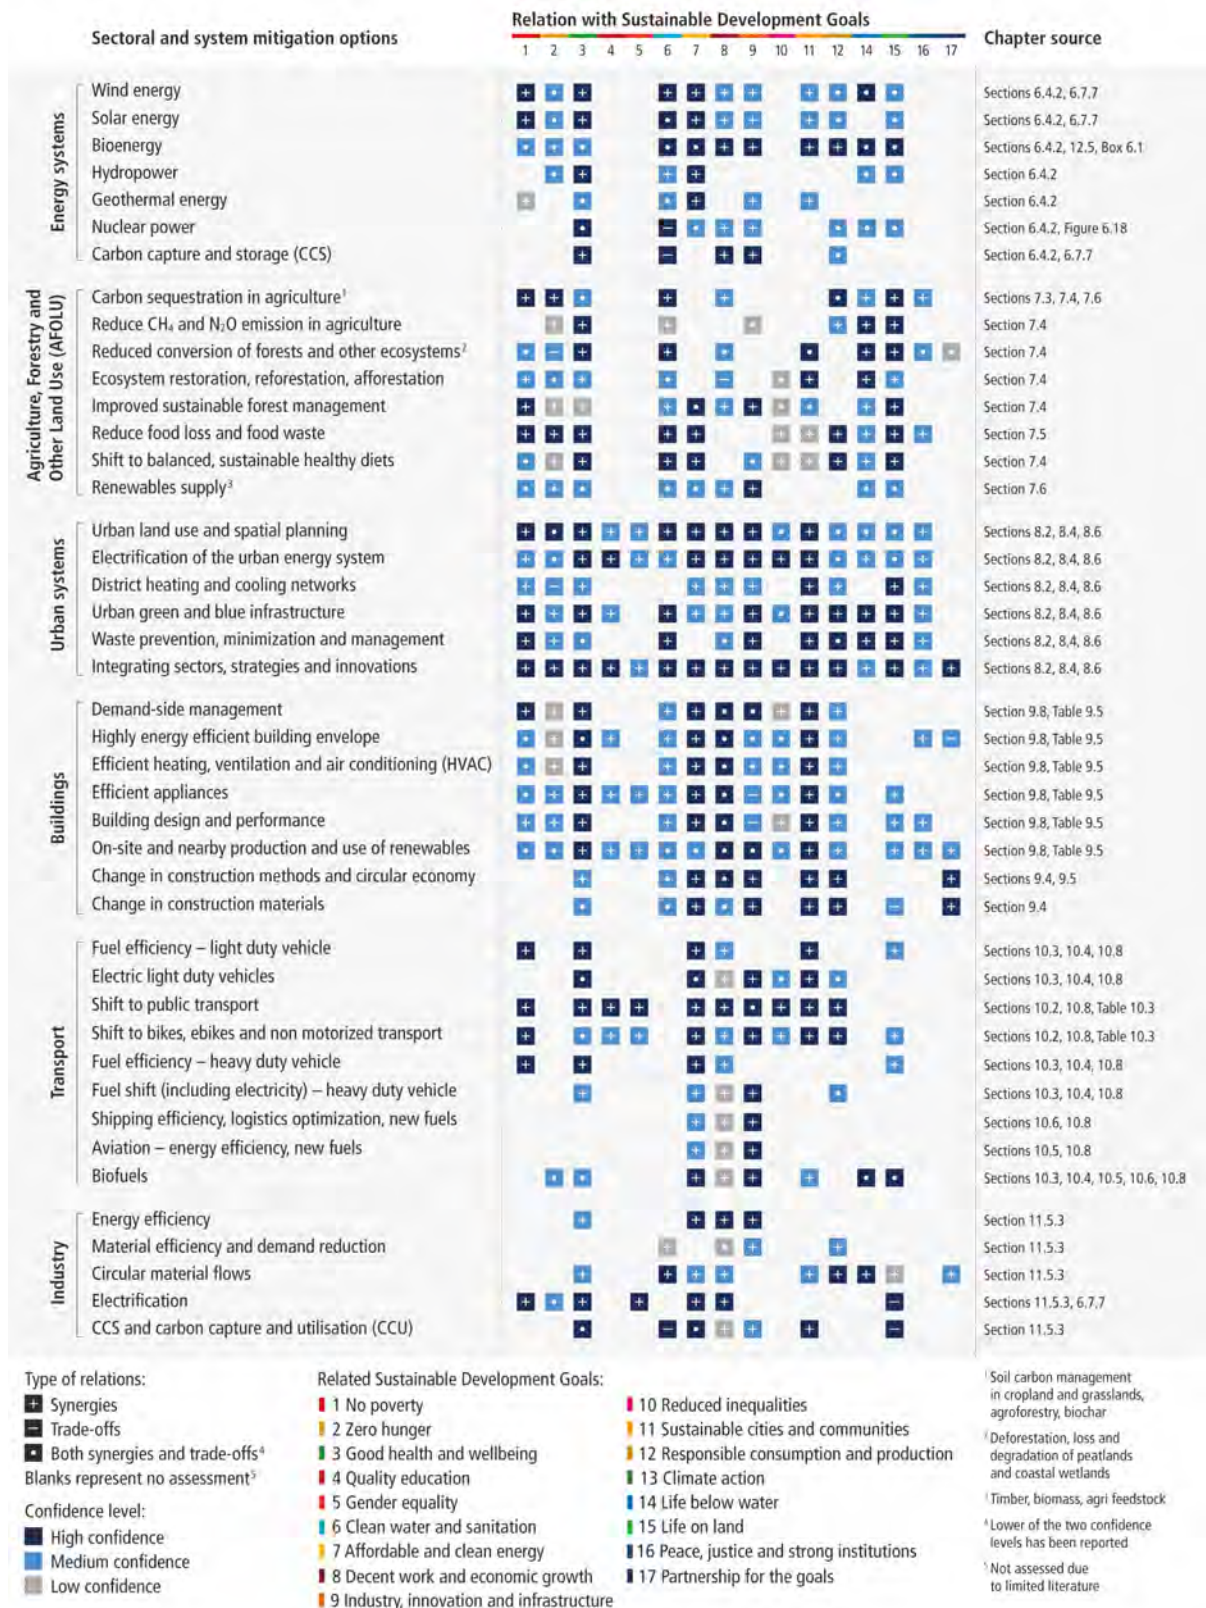 Relation with Sustainable Development Goals
Sectoral and system mitigation options
Chapter source
1 2 3 4 5 6 7 8 9 10 11 12 14 15 16 17
Energy systems
Wind energy Sections 6.4.2, 6.7.7
Solar energy Sections 6.4.2, 6.7.7
Bioenergy Sections 6.4.2, 12.5, Box 6.1
Hydropower Section 6.4.2
Geothermal energy Section 6.4.2
Nuclear power Section 6.4.2, Figure 6.18
Carbon capture and storage (CCS) Section 6.4.2, 6.7.7
Agriculture, Forestry and
Other Land Use (AFOLU)
Carbon sequestration in agriculture¹ Sections 7.3, 7.4, 7.6
Reduce CH₄ and N₂O emission in agriculture Section 7.4
Reduced conversion of forests and other ecosystems² Section 7.4
Ecosystem restoration, reforestation, afforestation Section 7.4
Improved sustainable forest management Section 7.4
Reduce food loss and food waste Section 7.5
Shift to balanced, sustainable healthy diets Section 7.4
Renewables supply³ Section 7.6
Urban systems
Urban land use and spatial planning Sections 8.2, 8.4, 8.6
Electrification of the urban energy system Sections 8.2, 8.4, 8.6
District heating and cooling networks Sections 8.2, 8.4, 8.6
Urban green and blue infrastructure Sections 8.2, 8.4, 8.6
Waste prevention, minimization and management Sections 8.2, 8.4, 8.6
Integrating sectors, strategies and innovations Sections 8.2, 8.4, 8.6
Buildings
Demand-side management Section 9.8, Table 9.5
Highly energy efficient building envelope Section 9.8, Table 9.5
Efficient heating, ventilation and air conditioning (HVAC) Section 9.8, Table 9.5
Efficient appliances Section 9.8, Table 9.5
Building design and performance Section 9.8, Table 9.5
On-site and nearby production and use of renewables Section 9.8, Table 9.5
Change in construction methods and circular economy Sections 9.4, 9.5
Change in construction materials Section 9.4
Transport
Fuel efficiency – light duty vehicle Sections 10.3, 10.4, 10.8
Electric light duty vehicles Sections 10.3, 10.4, 10.8
Shift to public transport Sections 10.2, 10.8, Table 10.3
Shift to bikes, ebikes and non motorized transport Sections 10.2, 10.8, Table 10.3
Fuel efficiency – heavy duty vehicle Sections 10.3, 10.4, 10.8
Fuel shift (including electricity) – heavy duty vehicle Sections 10.3, 10.4, 10.8
Shipping efficiency, logistics optimization, new fuels Sections 10.6, 10.8
Aviation – energy efficiency, new fuels Sections 10.5, 10.8
Biofuels Sections 10.3, 10.4, 10.5, 10.6, 10.8
Industry
Energy efficiency Section 11.5.3
Material efficiency and demand reduction Section 11.5.3
Circular material flows Section 11.5.3
Electrification Sections 11.5.3, 6.7.7
CCS and carbon capture and utilisation (CCU) Section 11.5.3
Type of relations:
+ Synergies
− Trade-offs
• Both synergies and trade-offs⁴
Blanks represent no assessment⁵
Confidence level:
High confidence
Medium confidence
Low confidence
Related Sustainable Development Goals:
1 No poverty
2 Zero hunger
3 Good health and wellbeing
4 Quality education
5 Gender equality
6 Clean water and sanitation
7 Affordable and clean energy
8 Decent work and economic growth
9 Industry, innovation and infrastructure
10 Reduced inequalities
11 Sustainable cities and communities
12 Responsible consumption and production
13 Climate action
14 Life below water
15 Life on land
16 Peace, justice and strong institutions
17 Partnership for the goals
¹ Soil carbon management
in cropland and grasslands,
agroforestry, biochar
² Deforestation, loss and
degradation of peatlands
and coastal wetlands
³ Timber, biomass, agri feedstock
⁴ Lower of the two confidence
levels has been reported
⁵ Not assessed due
to limited literature